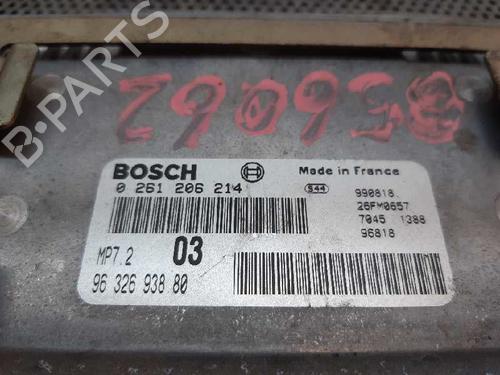 B-PARTS
BOSCH
Made in France
0 261 206 214
S44
990818
26FM0657
7045 1388
96818
MP7.2
03
96 326 938 80